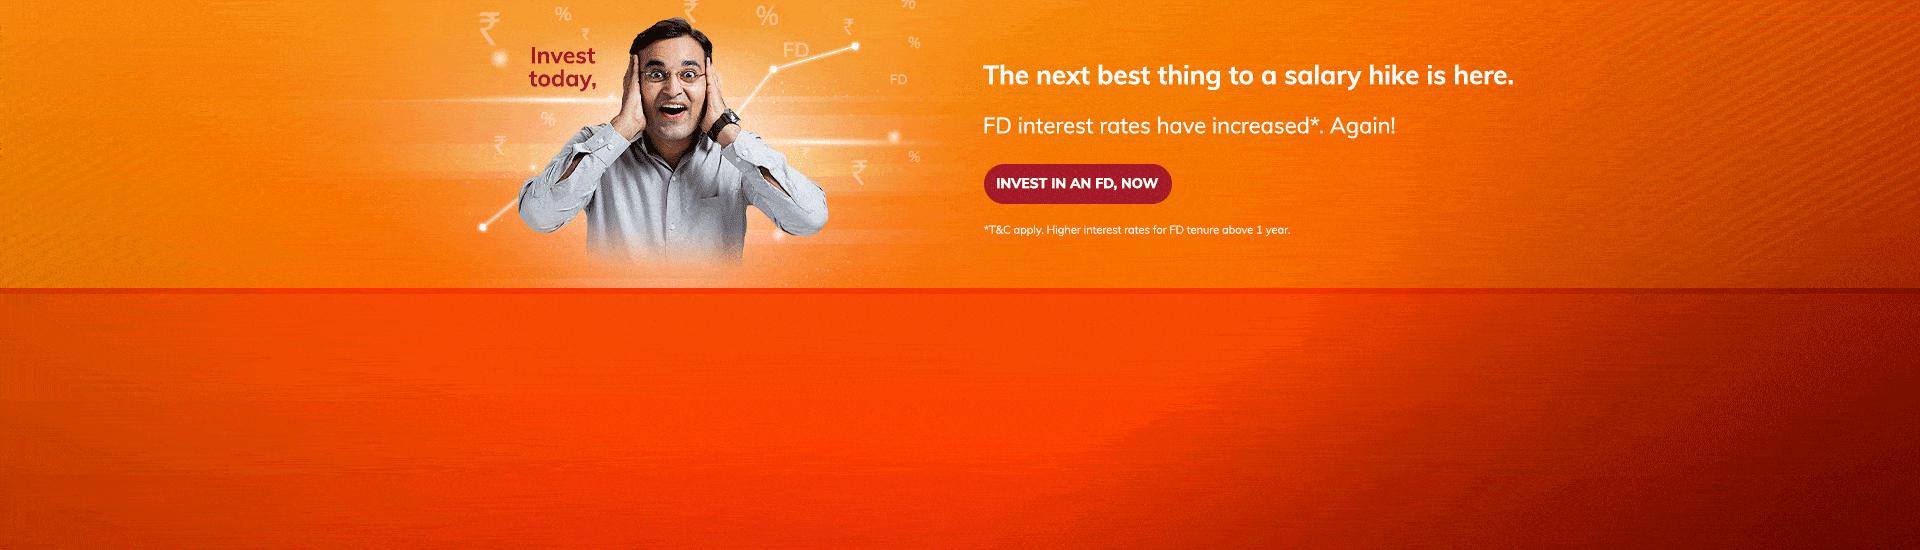 Invest
today,
₹
%
₹
₹
%
₹
%
FD
%
FD
%
₹
₹
₹
%
The next best thing to a salary hike is here.
FD interest rates have increased*. Again!
INVEST IN AN FD, NOW
*T&C apply. Higher interest rates for FD tenure above 1 year.